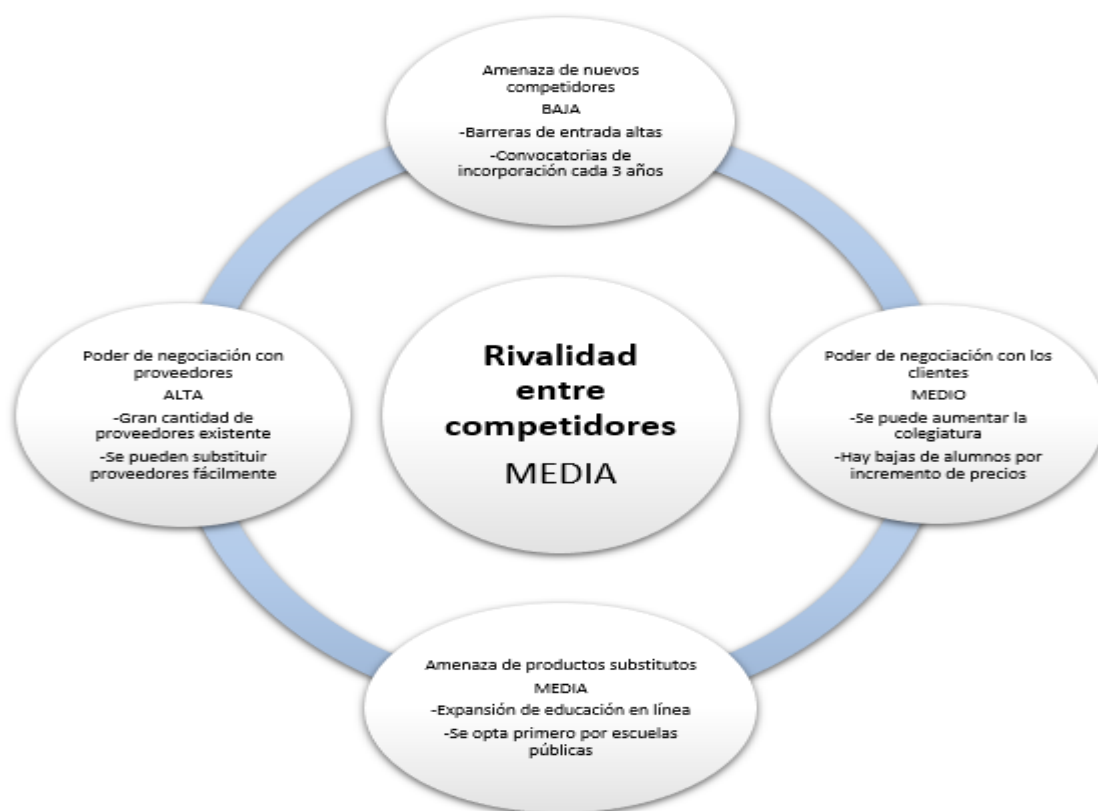 Amenaza de nuevos
competidores
BAJA
-Barreras de entrada altas
-Convocatorias de
incorporación cada 3 años
Poder de negociación con
proveedores
ALTA
-Gran cantidad de
proveedores existente
-Se pueden substituir
proveedores fácilmente
Rivalidad
entre
competidores
MEDIA
Poder de negociación con los
clientes
MEDIO
-Se puede aumentar la
colegiatura
-Hay bajas de alumnos por
incremento de precios
Amenaza de productos substitutos
MEDIA
-Expansión de educación en línea
-Se opta primero por escuelas
públicas